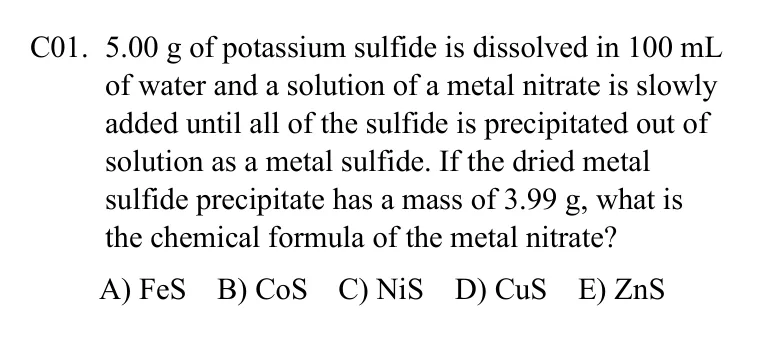 C01. 5.00 g of potassium sulfide is dissolved in 100 mL
of water and a solution of a metal nitrate is slowly
added until all of the sulfide is precipitated out of
solution as a metal sulfide. If the dried metal
sulfide precipitate has a mass of 3.99 g, what is
the chemical formula of the metal nitrate?
A) FeS B) CoS C) NiS D) CuS E) ZnS